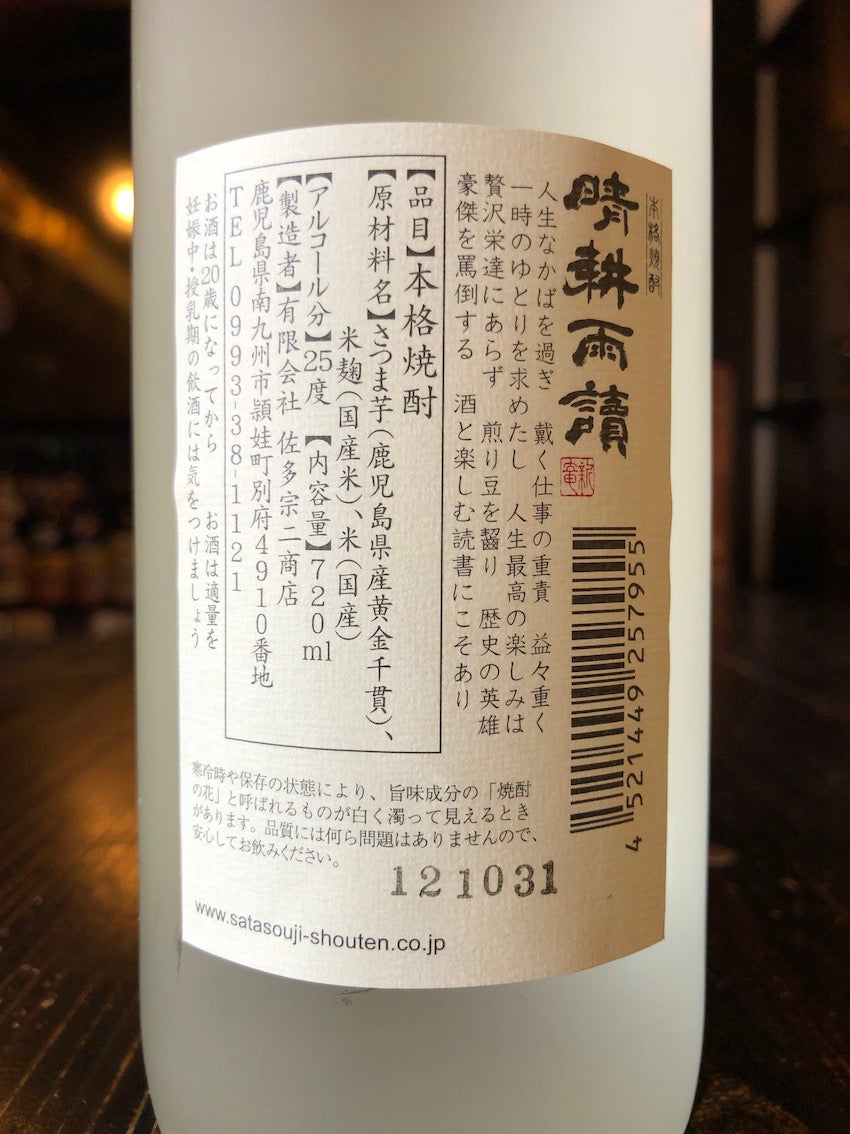 本格焼酎
晴耕雨讀
新庵
4521449257955
人生なかばを過ぎ 戴く仕事の重責 益々重く
一時のゆとりを求めたし 人生最高の楽しみは
贅沢栄達にあらず 煎り豆を齧り 歴史の英雄
豪傑を罵倒する 酒と楽しむ読書にこそあり
【品目】本格焼酎
【原材料名】さつま芋(鹿児島県産黄金千貫)、
米麹(国産米)、米(国産)
【アルコール分】25度 【内容量】720ml
【製造者】有限会社 佐多宗二商店
鹿児島県南九州市頴娃町別府4910番地
TEL 0993-38-1121
お酒は20歳になってから お酒は適量を
妊娠中・授乳期の飲酒には気をつけましょう
寒冷時や保存の状態により、旨味成分の「焼酎
の花」と呼ばれるものが白く濁って見えるとき
があります。品質には何ら問題はありませんので、
安心してお飲みください。
121031
www.satasouji-shouten.co.jp